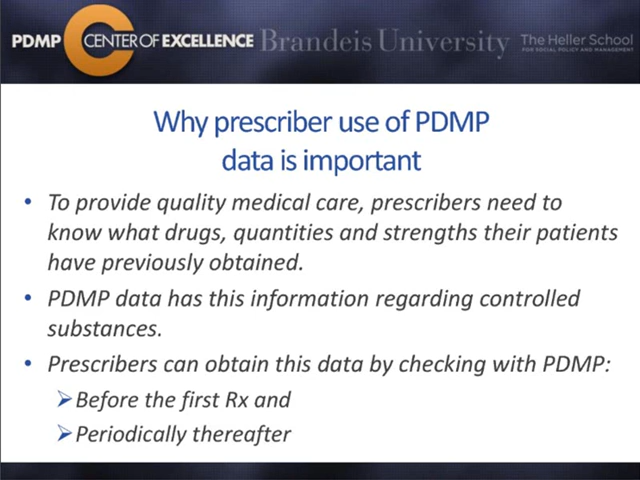 PDMP CENTER OF EXCELLENCE Brandeis University The Heller School
FOR SOCIAL POLICY AND MANAGEMENT
Why prescriber use of PDMP
data is important
• To provide quality medical care, prescribers need to
know what drugs, quantities and strengths their patients
have previously obtained.
• PDMP data has this information regarding controlled
substances.
• Prescribers can obtain this data by checking with PDMP:
➢Before the first Rx and
➢Periodically thereafter